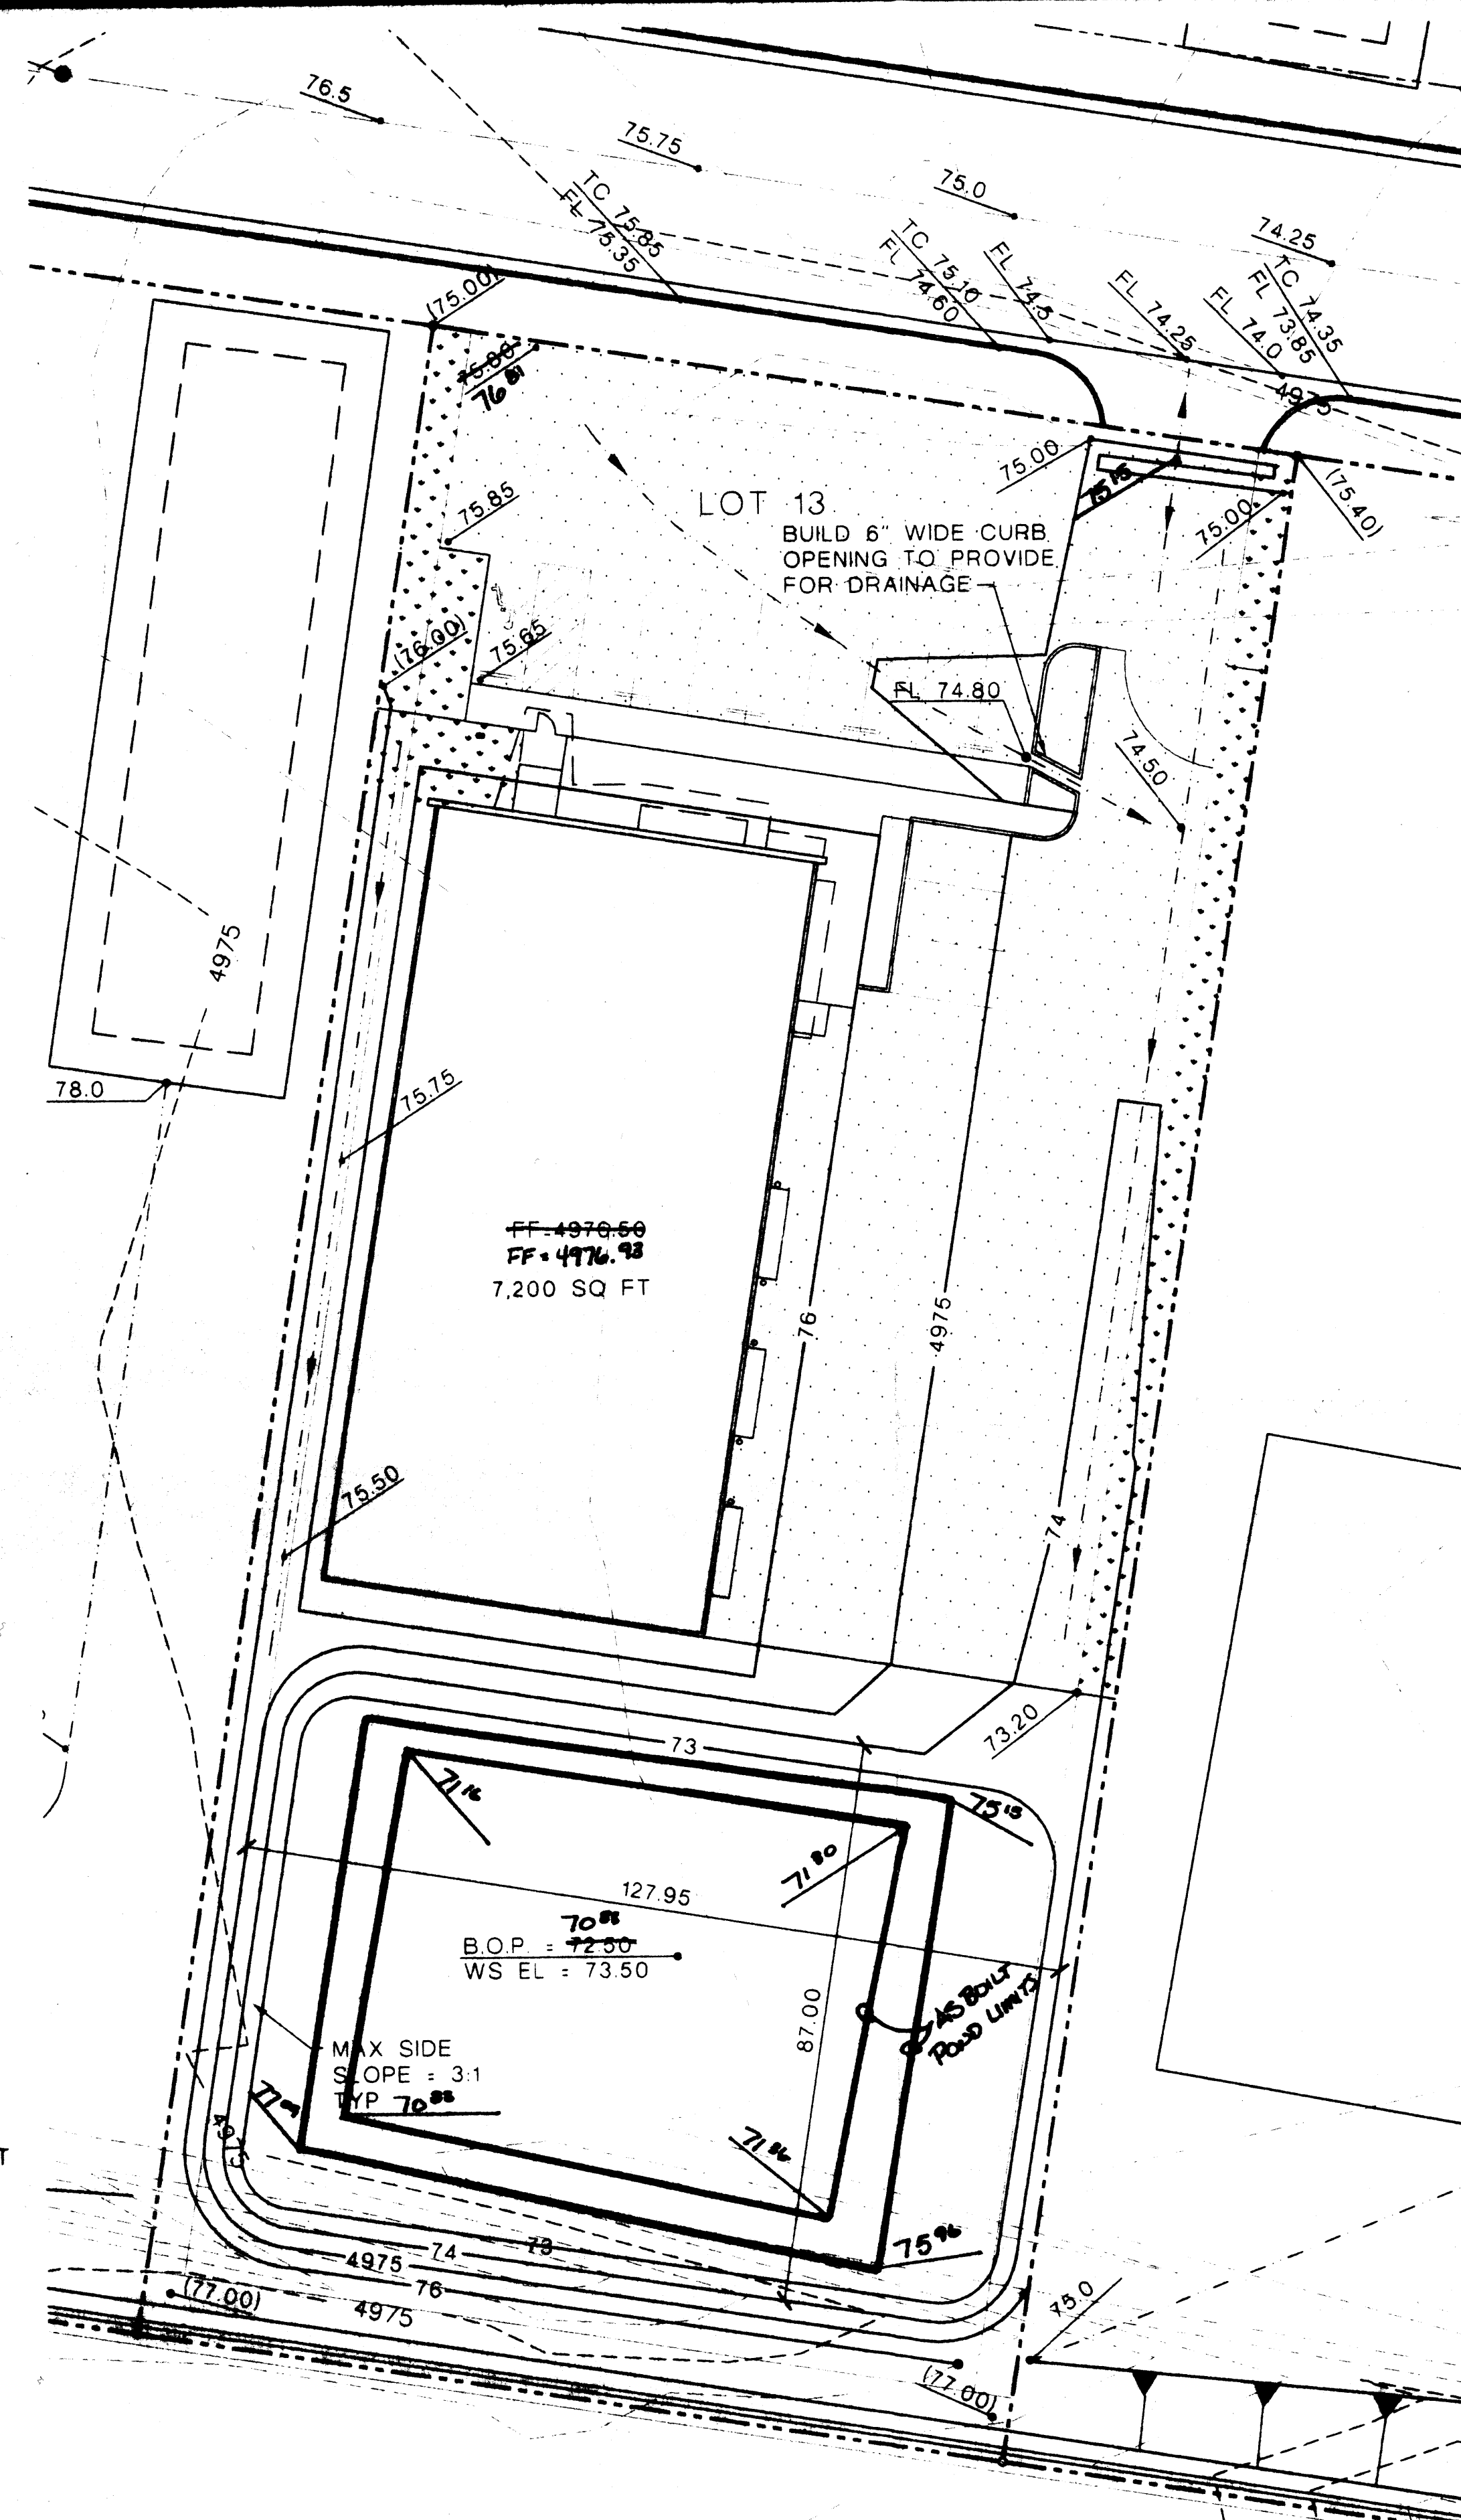 76.5
75.75
75.0
74.25
TC 75.85
FL 75.35
TC 75.10
FL 74.60
FL 74.5
FL 74.25
FL 74.0
TC 74.35
FL 73.85
4975
(75.00)
75.80
76 81
75.00
75 15
75.00
(75.40)
75.85
LOT 13
BUILD 6" WIDE CURB
OPENING TO PROVIDE
FOR DRAINAGE
(76.00)
75.65
FL 74.80
74.50
4975
78.0
75.75
FF=4976.50
FF=4976.93
7,200 SQ FT
76
4975
74
75.50
73.20
73
71 16
75 13
71 80
127.95
70 88
B.O.P. = 72.50
WS EL = 73.50
87.00
AS BUILT
POND LIMITS
MAX SIDE
SLOPE = 3:1
TYP
70 88
4975
71 86
75 96
73
74
4975
76
4975
(77.00)
75.0
(77.00)